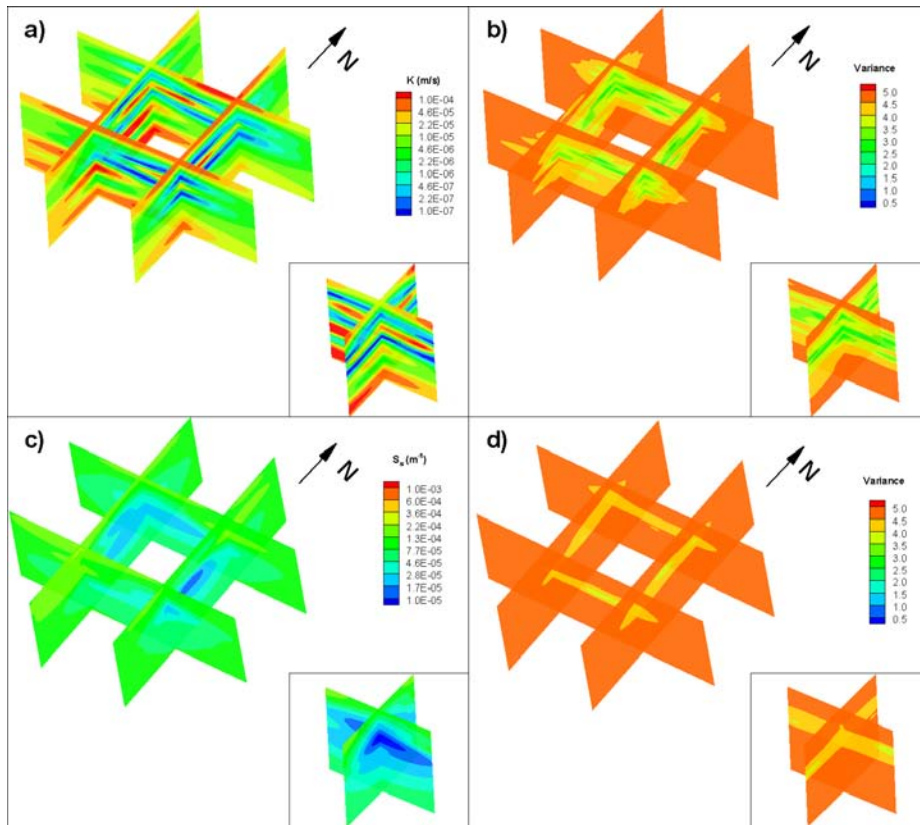 a)
N
K (m/s)
1.0E-04
4.6E-05
2.2E-05
1.0E-05
4.6E-06
2.2E-06
1.0E-06
4.6E-07
2.2E-07
1.0E-07
b)
N
Variance
5.0
4.5
4.0
3.5
3.0
2.5
2.0
1.5
1.0
0.5
c)
N
Sₛ (m⁻¹)
1.0E-03
6.0E-04
3.6E-04
2.2E-04
1.3E-04
7.7E-05
4.6E-05
2.8E-05
1.7E-05
1.0E-05
d)
N
Variance
5.0
4.5
4.0
3.5
3.0
2.5
2.0
1.5
1.0
0.5